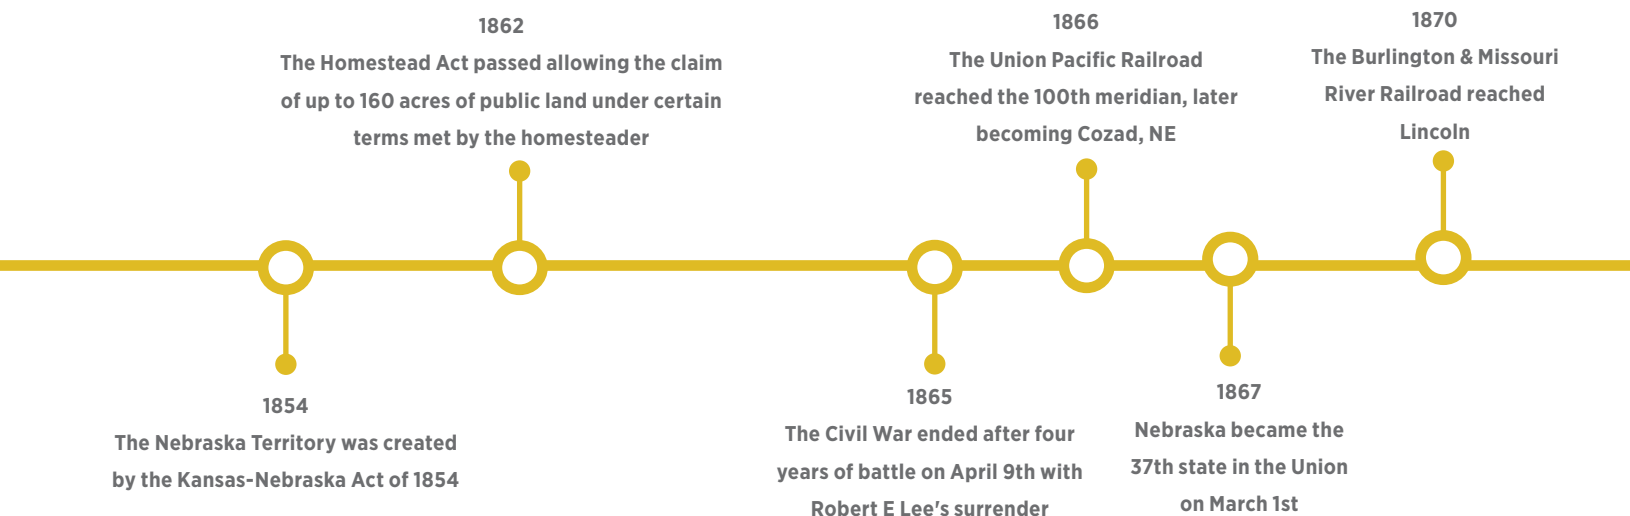 1862
The Homestead Act passed allowing the claim
of up to 160 acres of public land under certain
terms met by the homesteader
1866
The Union Pacific Railroad
reached the 100th meridian, later
becoming Cozad, NE
1870
The Burlington & Missouri
River Railroad reached
Lincoln
1854
The Nebraska Territory was created
by the Kansas-Nebraska Act of 1854
1865
The Civil War ended after four
years of battle on April 9th with
Robert E Lee's surrender
1867
Nebraska became the
37th state in the Union
on March 1st